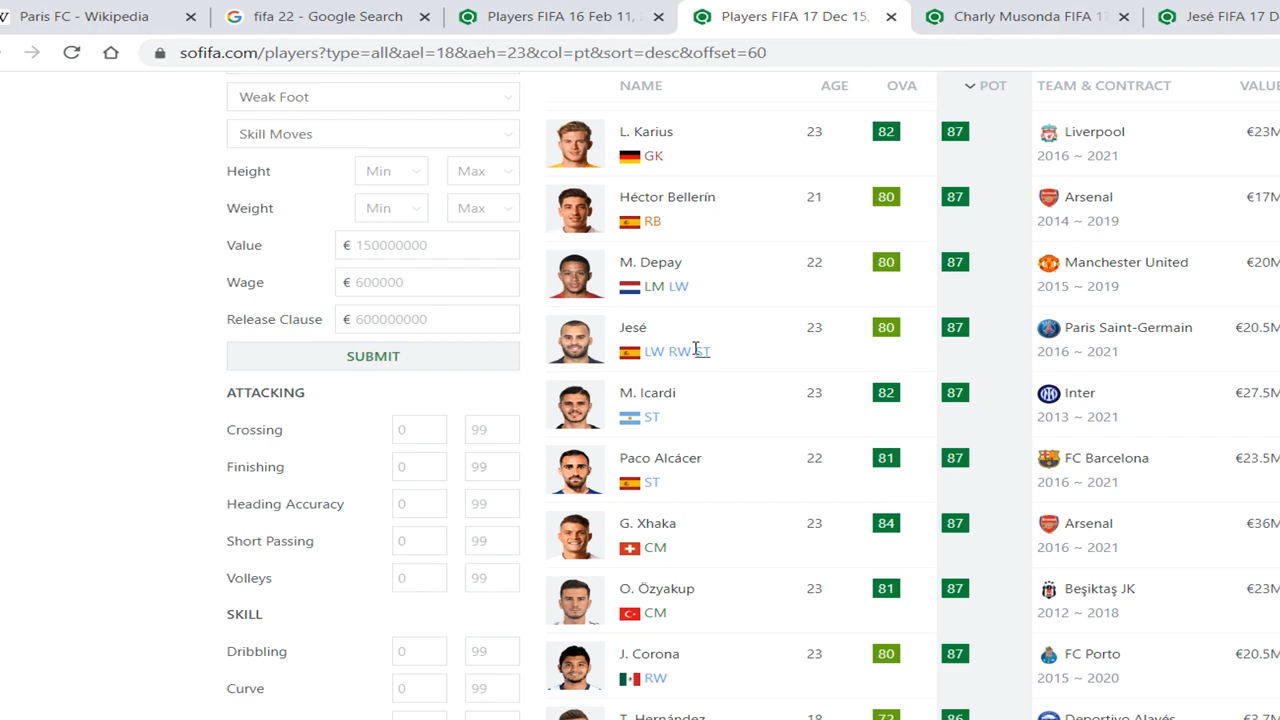 Paris FC - Wikipedia
fifa 22 - Google Search
Players FIFA 16 Feb 11,
Players FIFA 17 Dec 15,
Charly Musonda FIFA 17
Jesé FIFA 17 D
sofifa.com/players?type=all&ael=18&aeh=23&col=pt&sort=desc&offset=60
Weak Foot
Skill Moves
Height Min Max
Weight Min Max
Value € 150000000
Wage €
Release Clause € 600000000
SUBMIT
ATTACKING
Crossing 0 99
Finishing 0 99
Heading Accuracy 0 99
Short Passing 0 99
Volleys 0 99
SKILL
Dribbling 0 99
Curve 0 99
NAME AGE OVA POT TEAM & CONTRACT VALUE
L. Karius 23 82 87 Liverpool €23M
GK 2016 ~ 2021
Héctor Bellerín 21 80 87 Arsenal €17M
RB 2014 ~ 2019
M. Depay 22 80 87 Manchester United €20M
LM LW 2015 ~ 2019
Jesé 23 80 87 Paris Saint-Germain €20.5M
LW RW ST 2016 ~ 2021
M. Icardi 23 82 87 Inter €27.5M
ST 2013 ~ 2021
Paco Alcácer 22 81 87 FC Barcelona €23.5M
ST 2016 ~ 2021
G. Xhaka 23 84 87 Arsenal €36M
CM 2016 ~ 2021
O. Özyakup 23 81 87 Beşiktaş JK €23M
CM 2012 ~ 2018
J. Corona 23 80 87 FC Porto €20.5M
RW 2015 ~ 2020
T. Hernández 18 72 86 Deportivo Alavés